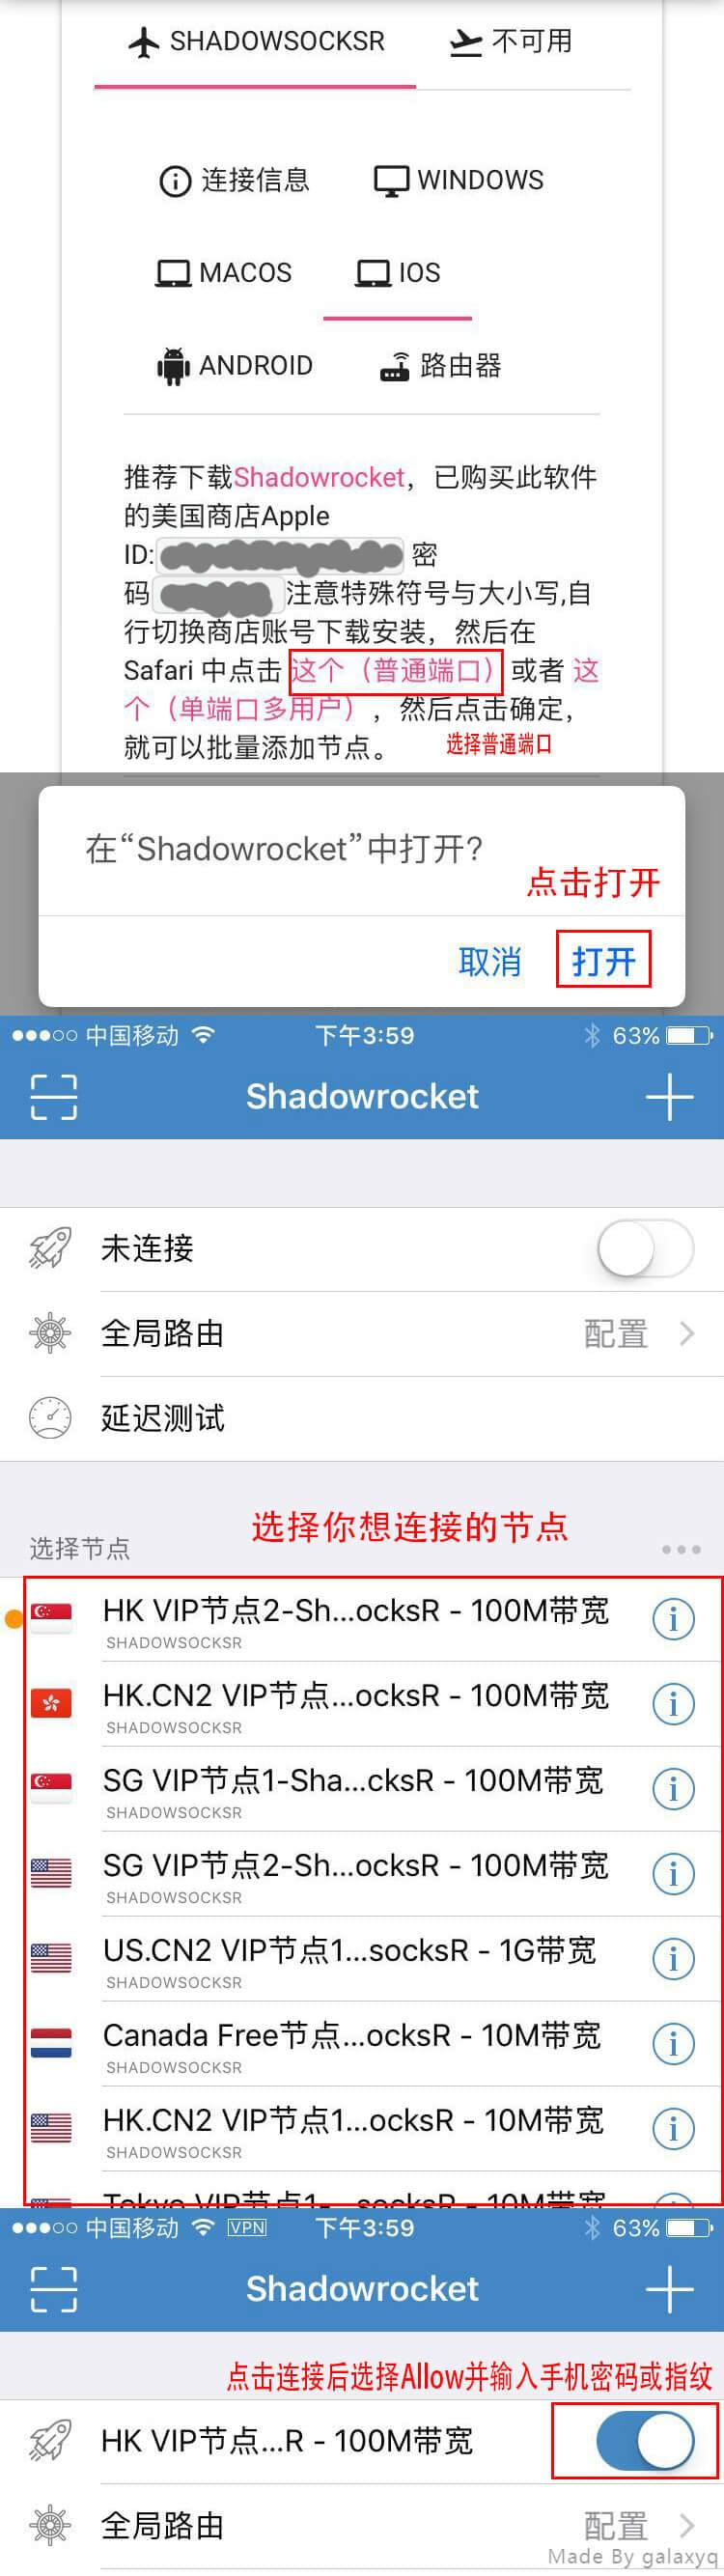 SHADOWSOCKSR 不可用
连接信息 WINDOWS
MACOS IOS
ANDROID 路由器
推荐下载Shadowrocket，已购买此软件
的美国商店Apple
ID: 密
码 注意特殊符号与大小写,自
行切换商店账号下载安装，然后在
Safari 中点击 这个（普通端口）或者 这
个（单端口多用户），然后点击确定，
就可以批量添加节点。 选择普通端口
在“Shadowrocket”中打开?
点击打开
取消 打开
中国移动 下午3:59 63%
Shadowrocket
未连接
全局路由 配置
延迟测试
选择你想连接的节点
选择节点
HK VIP节点2-Sh...ocksR - 100M带宽
SHADOWSOCKSR
HK.CN2 VIP节点...ocksR - 100M带宽
SHADOWSOCKSR
SG VIP节点1-Sha...cksR - 100M带宽
SHADOWSOCKSR
SG VIP节点2-Sh...ocksR - 100M带宽
SHADOWSOCKSR
US.CN2 VIP节点1...socksR - 1G带宽
SHADOWSOCKSR
Canada Free节点...ocksR - 10M带宽
SHADOWSOCKSR
HK.CN2 VIP节点1...ocksR - 10M带宽
SHADOWSOCKSR
Tokyo VIP节点1-...socksR - 10M带宽
中国移动 VPN 下午3:59 63%
Shadowrocket
点击连接后选择Allow并输入手机密码或指纹
HK VIP节点...R - 100M带宽
全局路由 配置
Made By galaxyq